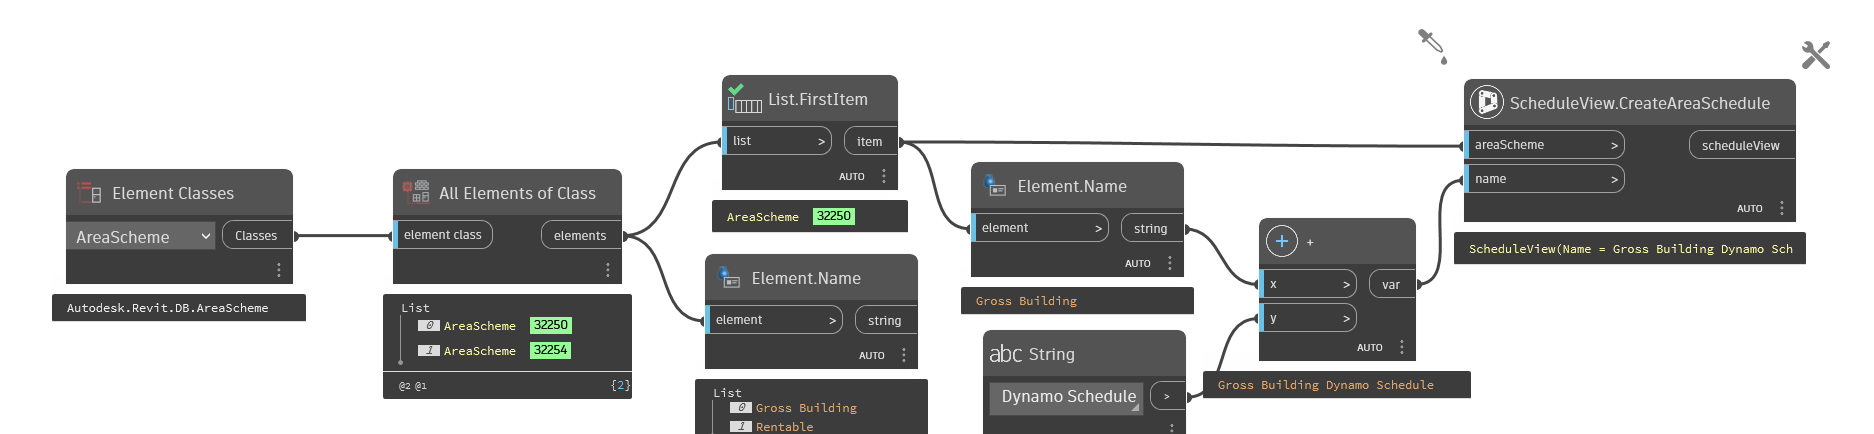 Element Classes
AreaScheme
Classes
Autodesk.Revit.DB.AreaScheme
All Elements of Class
element class
elements
List
0 AreaScheme 32250
1 AreaScheme 32254
@2 @1 {2}
List.FirstItem
list >
item
AUTO
AreaScheme 32250
Element.Name
element >
string
AUTO
List
0 Gross Building
1 Rentable
Element.Name
element >
string
AUTO
Gross Building
abc String
Dynamo Schedule
>
+ +
x >
var
y >
AUTO
Gross Building Dynamo Schedule
ScheduleView.CreateAreaSchedule
areaScheme >
scheduleView
name >
AUTO
ScheduleView(Name = Gross Building Dynamo Sch